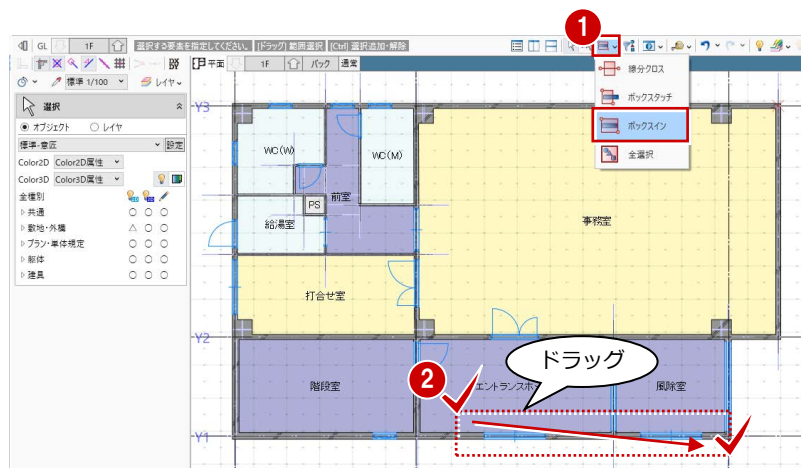 1
GL 1F 選択する要素を指定してください。 [ドラッグ] 範囲選択 [Ctrl] 選択追加・解除
標準 1/100 レイヤ
平面 1F バック 通常
線分クロス
ボックスタッチ
ボックスイン
全選択
選択
オブジェクト レイヤ
標準-意匠 設定
Color2D Color2D属性
Color3D Color3D属性
全種別
共通
敷地・外構
プラン・単体規定
躯体
建具
Y3
WC(W)
WC(M)
PS
前室
給湯室
事務室
打合せ室
Y2
ドラッグ
2
階段室
エントランスホ
風除室
Y1